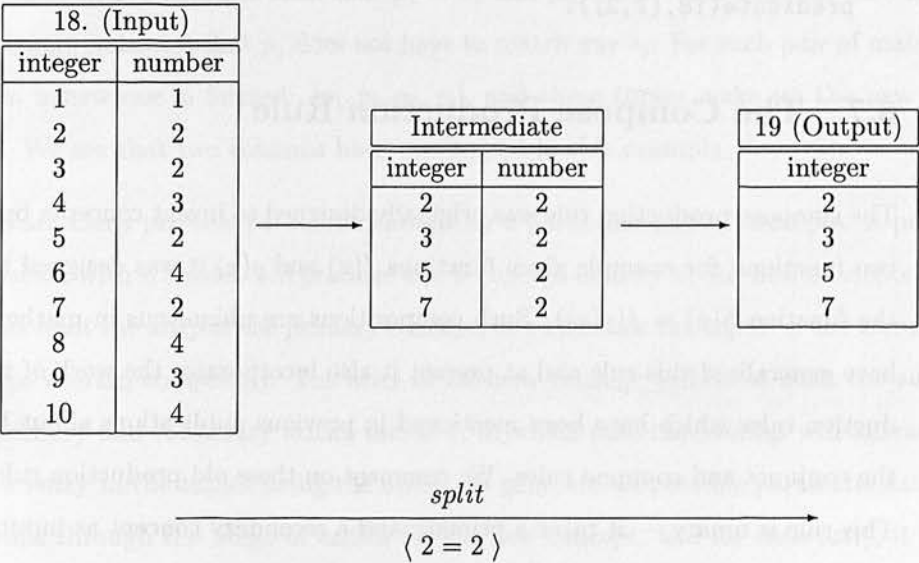 18. (Input)
integer number
1 1
2 2
3 2
4 3
5 2
6 4
7 2
8 4
9 3
10 4
Intermediate
integer number
2 2
3 2
5 2
7 2
19 (Output)
integer
2
3
5
7
split
⟨ 2 = 2 ⟩